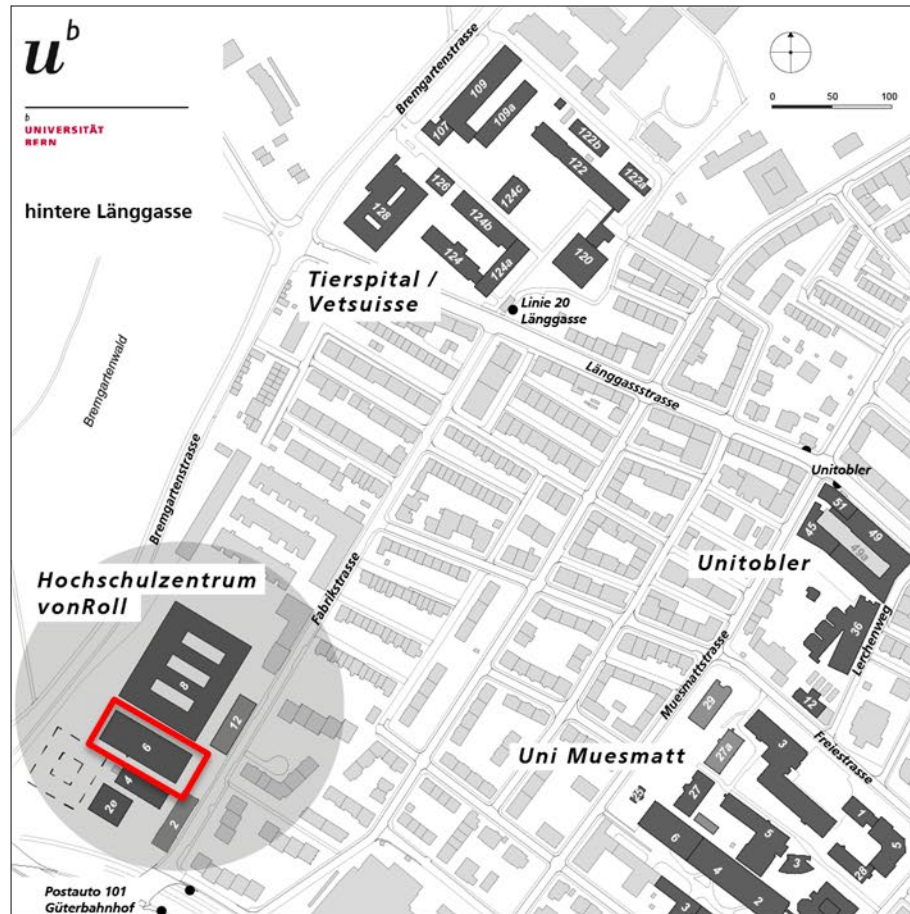 u
b
b
UNIVERSITÄT
BERN
hintere Länggasse
0
50
100
Bremgartenstrasse
109
109a
107
122b
122
122a
126
124c
128
124b
124
124a
120
Tierspital /
Vetsuisse
Linie 20
Länggasse
Bremgartenwald
Länggassstrasse
Bremgartenstrasse
Unitobler
51
45
49
49a
Unitobler
Hochschulzentrum
vonRoll
Fabrikstrasse
36
Lerchenweg
Muesmattstrasse
8
12
29
12
Freiestrasse
6
Uni Muesmatt
27a
3
4
2e
2
27
25
1
5
5
6
4
3
28
2
3
Postauto 101
Güterbahnhof